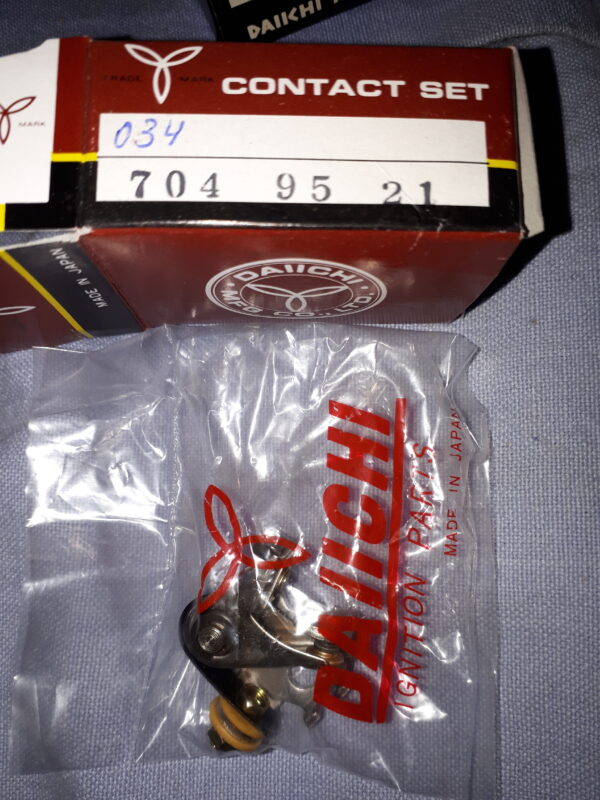 DAIICHI
TRADE MARK
CONTACT SET
MARK
034
704 95 21
MADE IN JAPAN
DAIICHI
MFG CO., LTD.
DAIICHI
IGNITION PARTS
MADE IN JAPAN